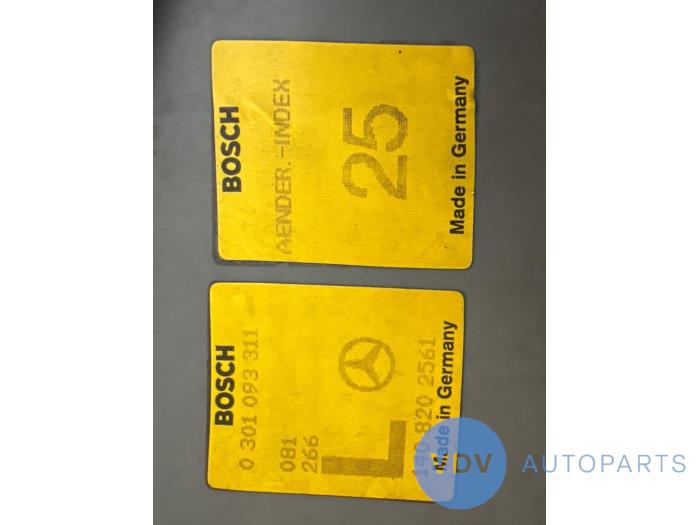 BOSCH
AENDER.-INDEX
25
Made in Germany
BOSCH
0 301 093 311
081
266
L
820 2561
Made in Germany
DV AUTOPARTS